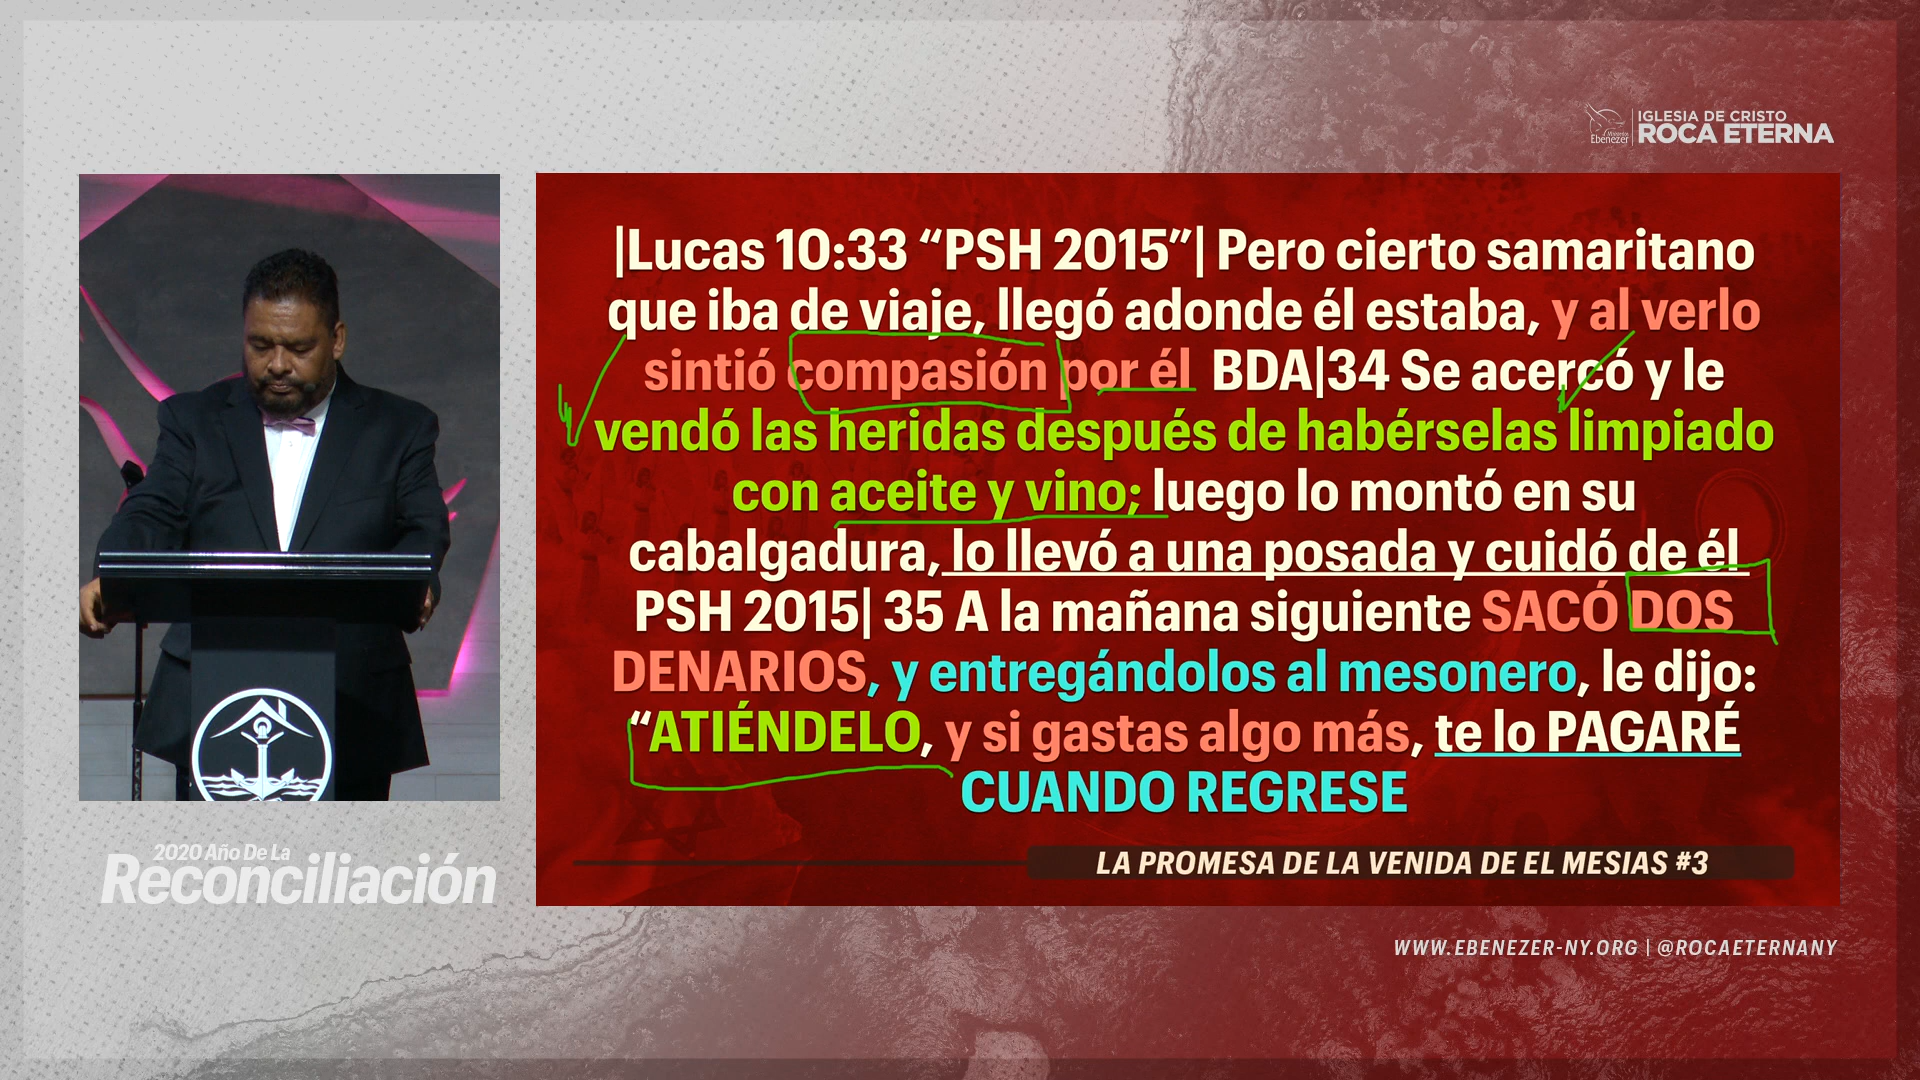 Ministerios
Ebenezer
IGLESIA DE CRISTO
ROCA ETERNA
|Lucas 10:33 “PSH 2015”| Pero cierto samaritano
que iba de viaje, llegó adonde él estaba, y al verlo
sintió compasión por él BDA|34 Se acercó y le
vendó las heridas después de habérselas limpiado
con aceite y vino; luego lo montó en su
cabalgadura, lo llevó a una posada y cuidó de él
PSH 2015| 35 A la mañana siguiente SACÓ DOS
DENARIOS, y entregándolos al mesonero, le dijo:
“ATIÉNDELO, y si gastas algo más, te lo PAGARÉ
CUANDO REGRESE
LA PROMESA DE LA VENIDA DE EL MESIAS #3
2020 Año De La
Reconciliación
WWW.EBENEZER-NY.ORG | @ROCAETERNANY